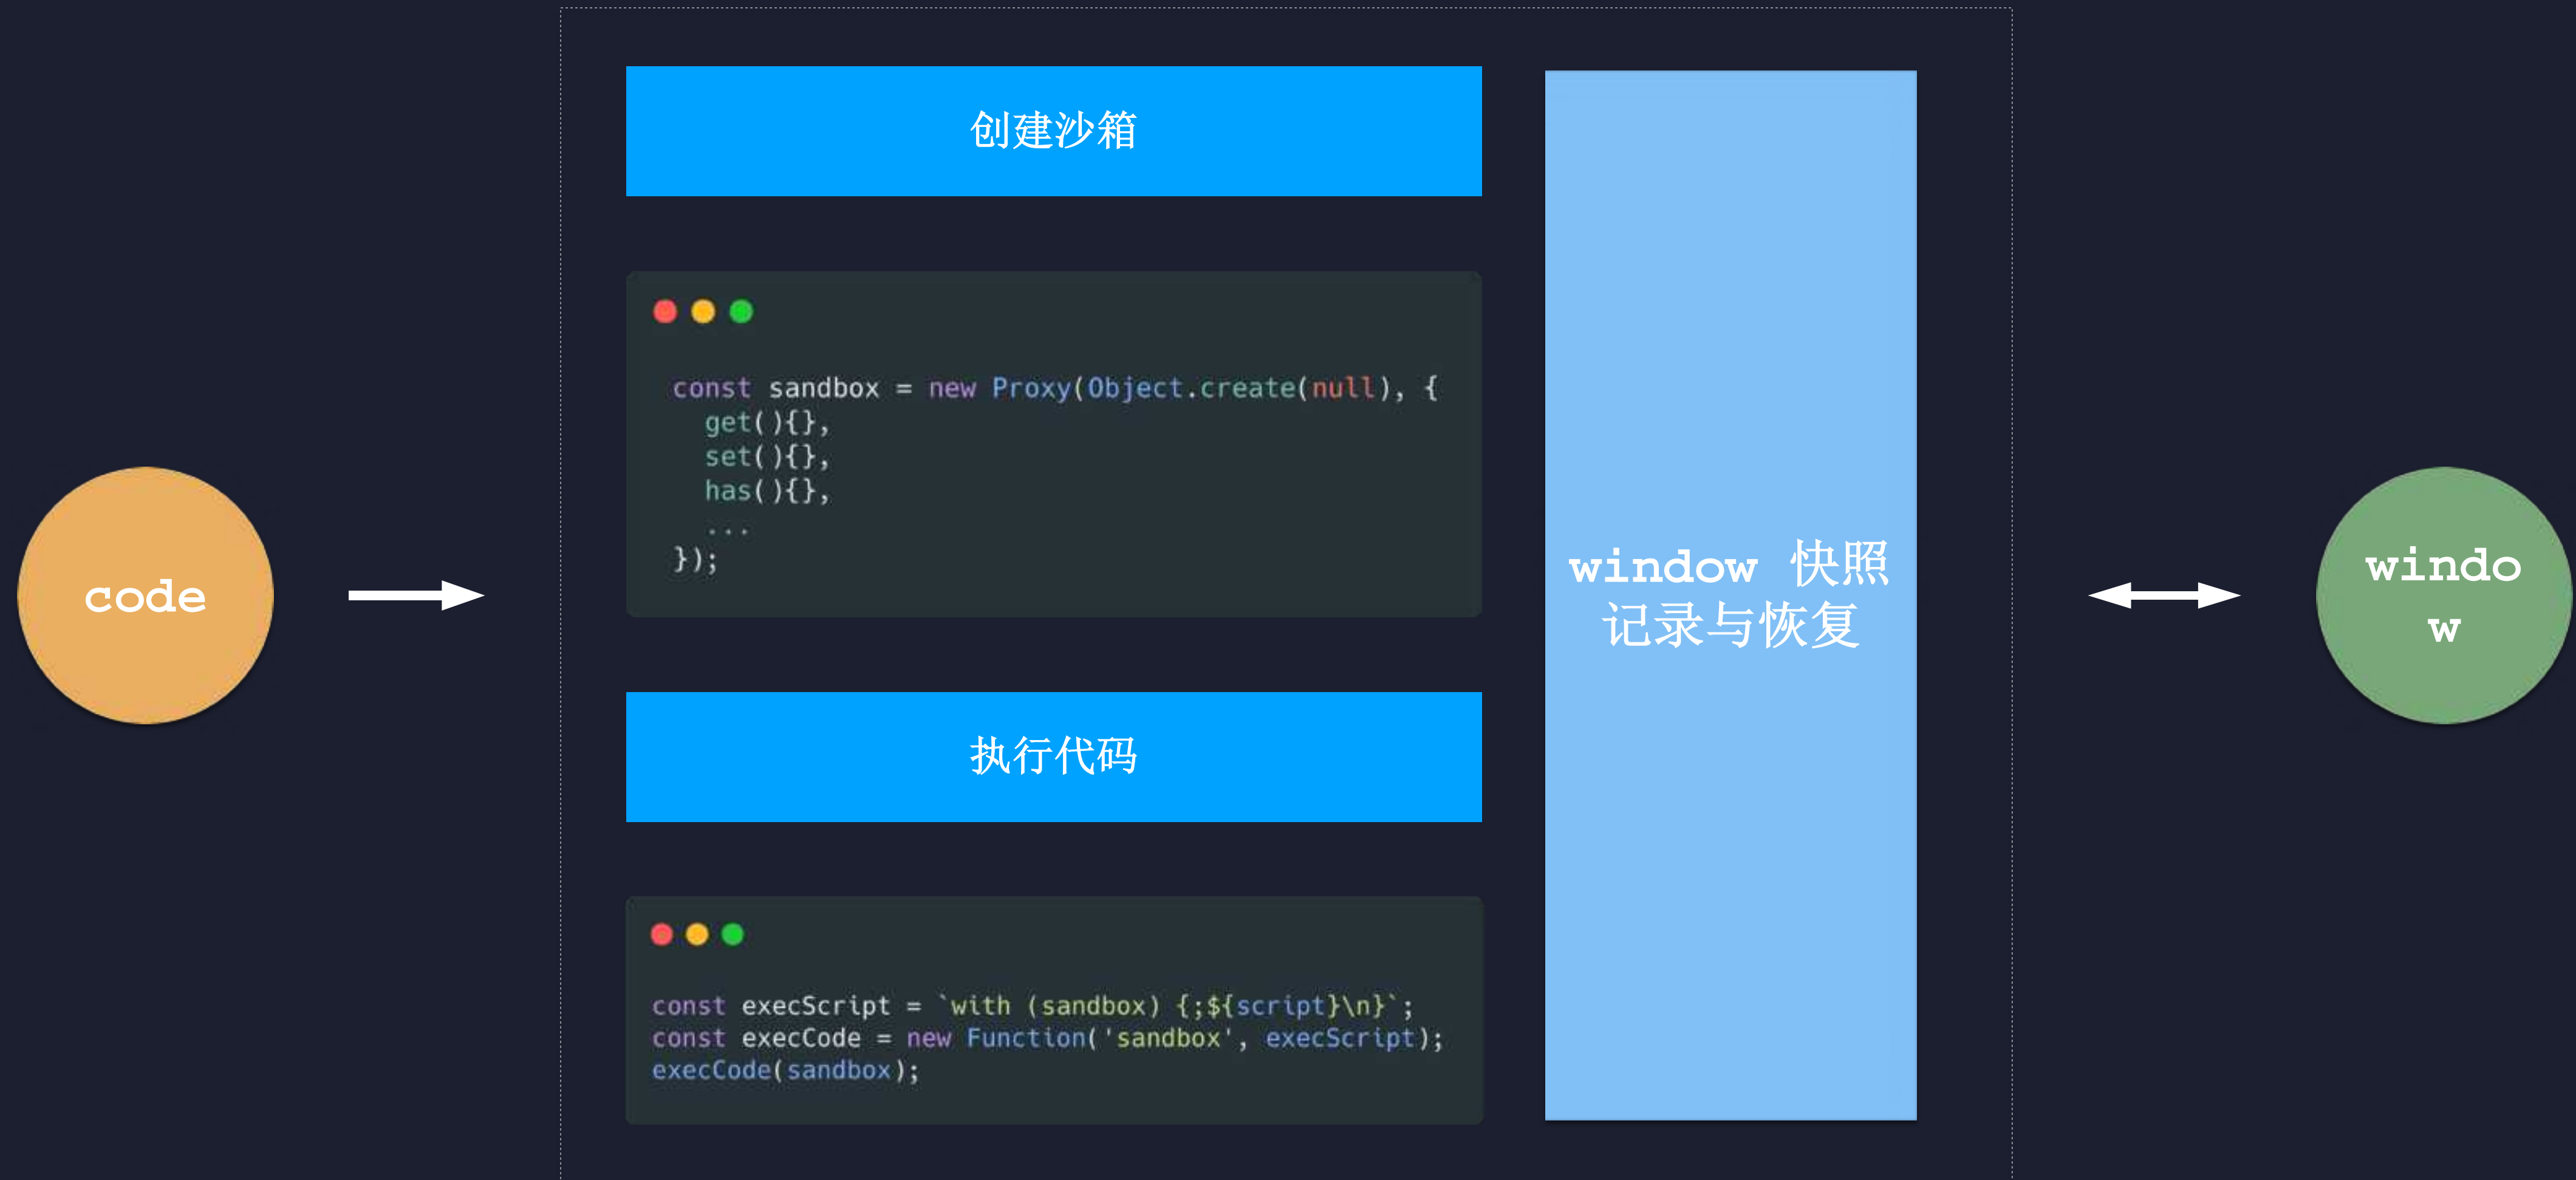 code
创建沙箱
const sandbox = new Proxy(Object.create(null), {
  get(){},
  set(){},
  has(){},
  ...
});
执行代码
const execScript = `with (sandbox) {;${script}\n}`;
const execCode = new Function('sandbox', execScript);
execCode(sandbox);
window 快照
记录与恢复
windo
w